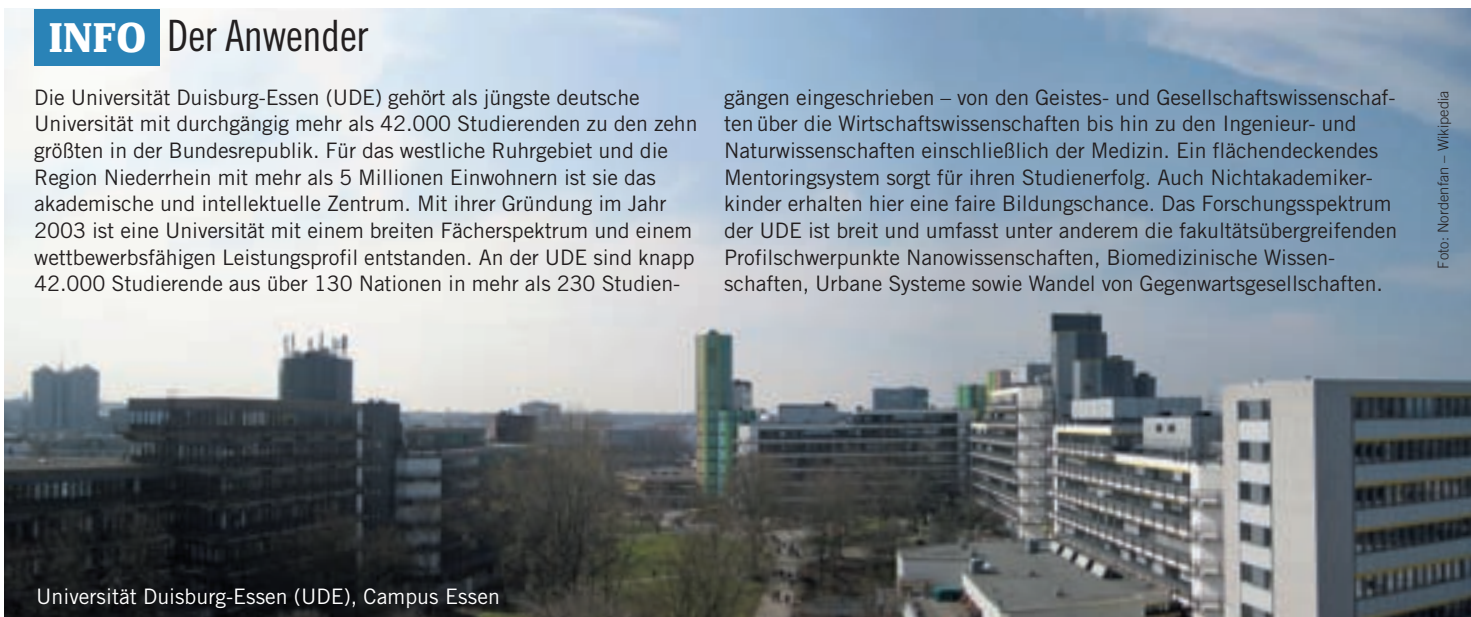 INFO Der Anwender
Die Universität Duisburg-Essen (UDE) gehört als jüngste deutsche
Universität mit durchgängig mehr als 42.000 Studierenden zu den zehn
größten in der Bundesrepublik. Für das westliche Ruhrgebiet und die
Region Niederrhein mit mehr als 5 Millionen Einwohnern ist sie das
akademische und intellektuelle Zentrum. Mit ihrer Gründung im Jahr
2003 ist eine Universität mit einem breiten Fächerspektrum und einem
wettbewerbsfähigen Leistungsprofil entstanden. An der UDE sind knapp
42.000 Studierende aus über 130 Nationen in mehr als 230 Studien-
gängen eingeschrieben – von den Geistes- und Gesellschaftswissenschaf-
ten über die Wirtschaftswissenschaften bis hin zu den Ingenieur- und
Naturwissenschaften einschließlich der Medizin. Ein flächendeckendes
Mentoringsystem sorgt für ihren Studienerfolg. Auch Nichtakademiker-
kinder erhalten hier eine faire Bildungschance. Das Forschungsspektrum
der UDE ist breit und umfasst unter anderem die fakultätsübergreifenden
Profilschwerpunkte Nanowissenschaften, Biomedizinische Wissen-
schaften, Urbane Systeme sowie Wandel von Gegenwartsgesellschaften.
Foto: Nordenfan – Wikipedia
Universität Duisburg-Essen (UDE), Campus Essen